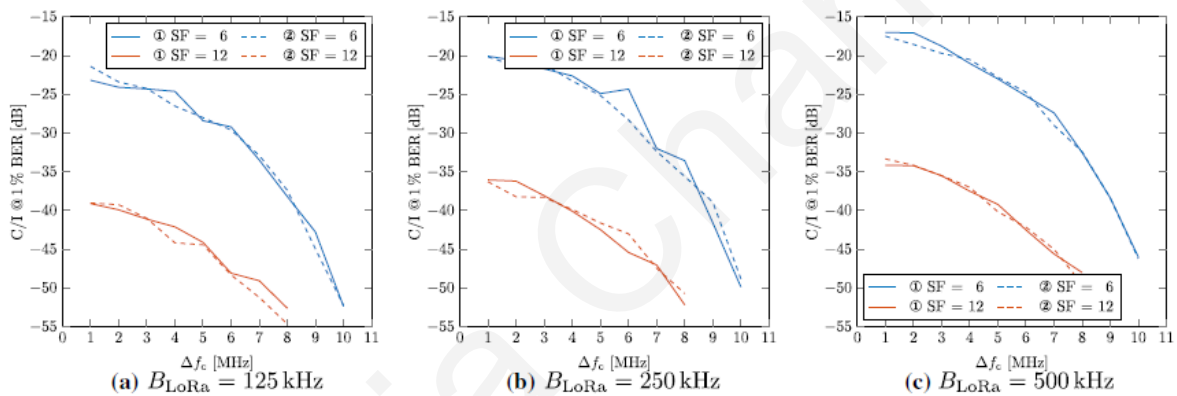 −15
−20
−25
−30
−35
−40
−45
−50
−55
C/I @ 1 % BER [dB]
① SF = 6 ② SF = 6
① SF = 12 ② SF = 12
0 1 2 3 4 5 6 7 8 9 10 11
Δf_c [MHz]
(a) B_LoRa = 125 kHz
−15
−20
−25
−30
−35
−40
−45
−50
−55
C/I @ 1 % BER [dB]
① SF = 6 ② SF = 6
① SF = 12 ② SF = 12
0 1 2 3 4 5 6 7 8 9 10 11
Δf_c [MHz]
(b) B_LoRa = 250 kHz
−15
−20
−25
−30
−35
−40
−45
−50
−55
C/I @ 1 % BER [dB]
① SF = 6 ② SF = 6
① SF = 12 ② SF = 12
0 1 2 3 4 5 6 7 8 9 10 11
Δf_c [MHz]
(c) B_LoRa = 500 kHz